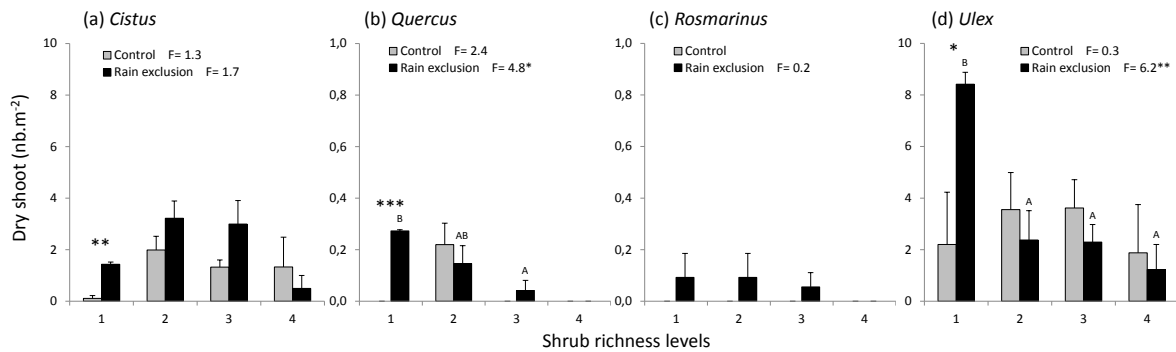 (a) Cistus
Control F= 1.3
Rain exclusion F= 1.7
10
8
6
4
2
0
**
1 2 3 4
(b) Quercus
Control F= 2.4
Rain exclusion F= 4.8*
1,0
0,8
0,6
0,4
0,2
0,0
***
B
AB
A
1 2 3 4
(c) Rosmarinus
Control
Rain exclusion F= 0.2
1,0
0,8
0,6
0,4
0,2
0,0
1 2 3 4
(d) Ulex
Control F= 0.3
Rain exclusion F= 6.2**
10
8
6
4
2
0
*
B
A
A
A
1 2 3 4
Dry shoot (nb.m-2)
Shrub richness levels